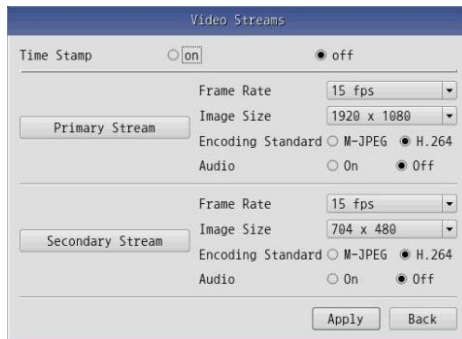 Video Streams
Time Stamp on off
Frame Rate 15 fps
Image Size 1920 x 1080
Primary Stream
Encoding Standard M-JPEG H.264
Audio On Off
Frame Rate 15 fps
Image Size 704 x 480
Secondary Stream
Encoding Standard M-JPEG H.264
Audio On Off
Apply Back